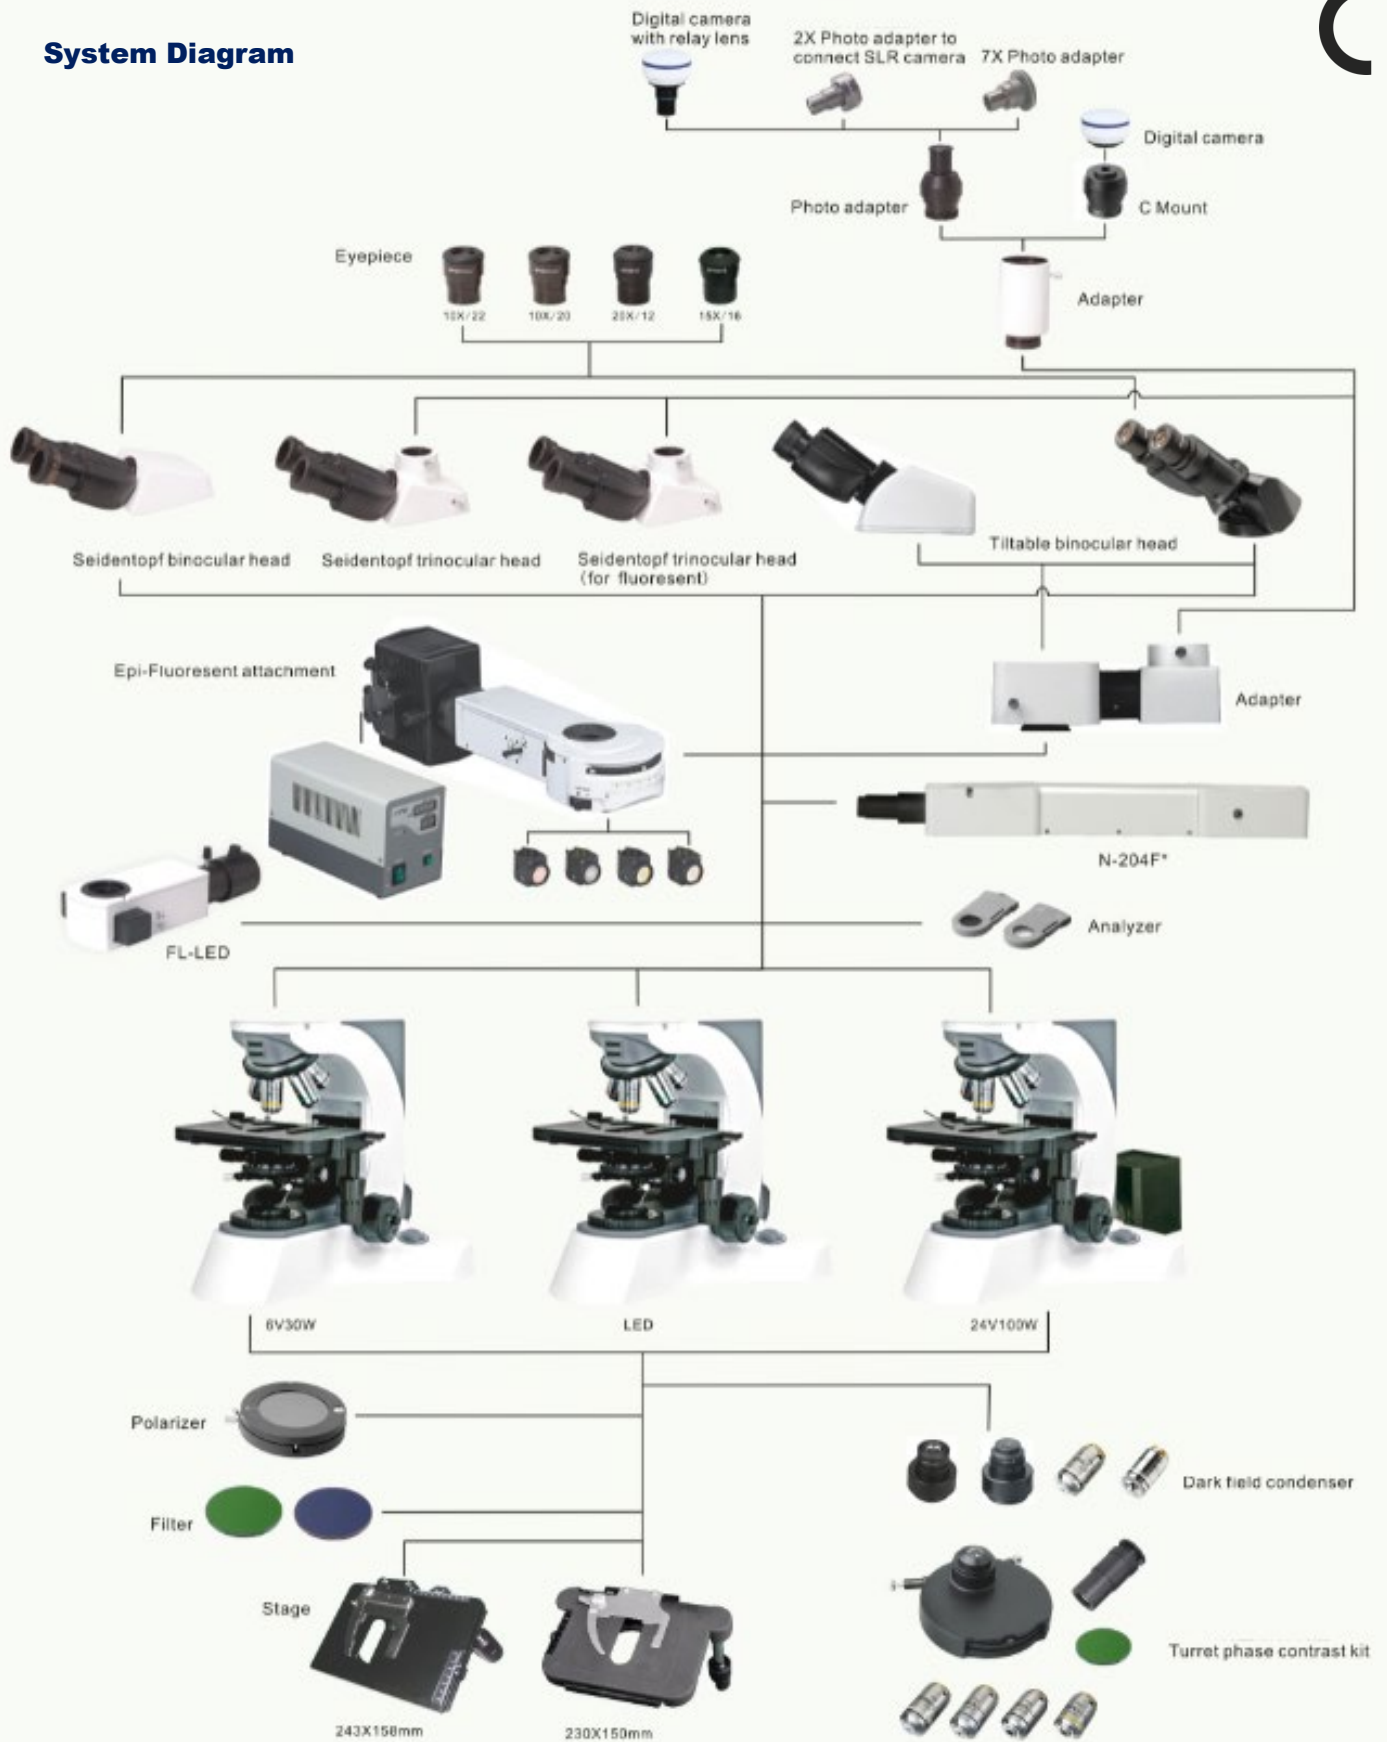 System Diagram
Digital camera
with relay lens
2X Photo adapter to
connect SLR camera
7X Photo adapter
Digital camera
Photo adapter
C Mount
Eyepiece
10X/22
10X/20
20X/12
15X/16
Adapter
Seidentopf binocular head
Seidentopf trinocular head
Seidentopf trinocular head
(for fluoresent)
Tiltable binocular head
Epi-Fluoresent attachment
Adapter
N-204F*
FL-LED
Analyzer
6V30W
LED
24V100W
Polarizer
Filter
Dark field condenser
Stage
Turret phase contrast kit
243X158mm
230X150mm